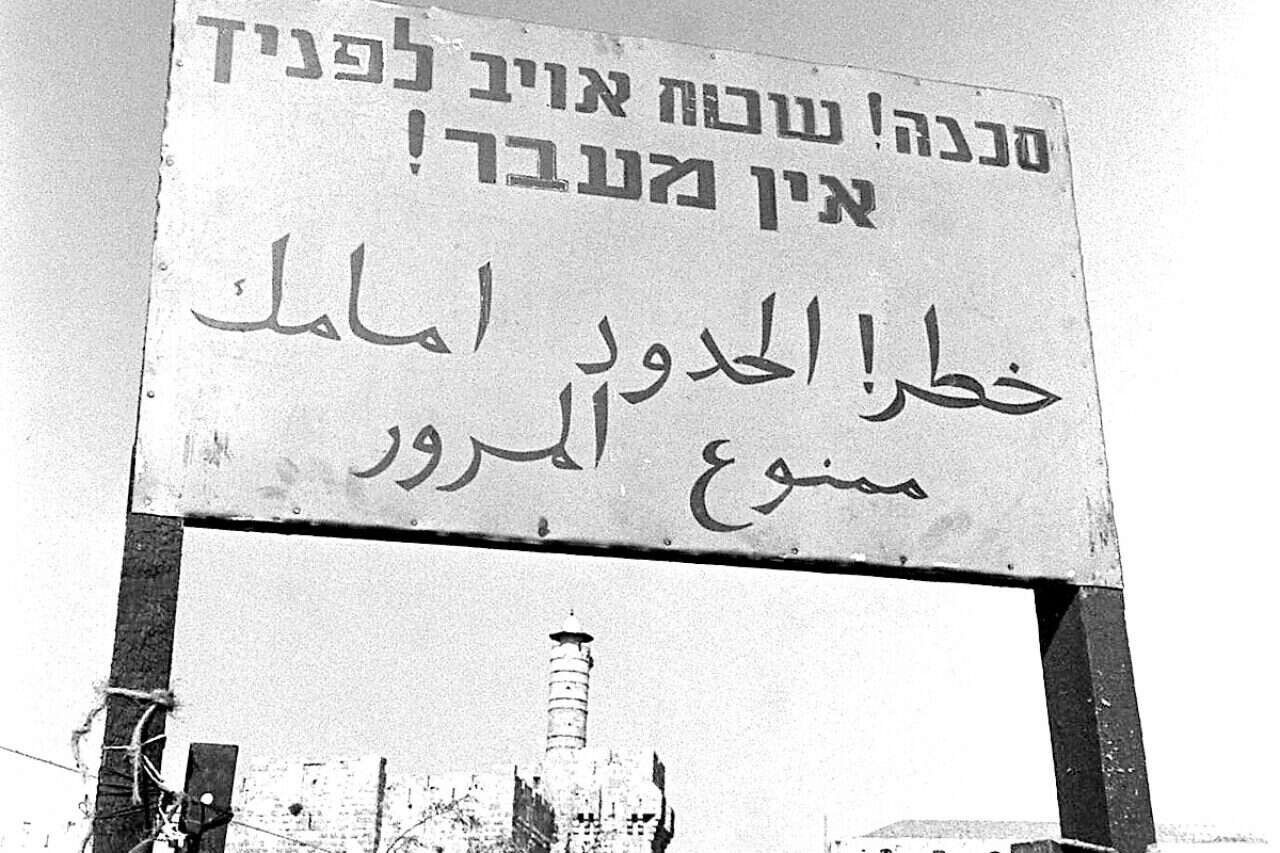 סכנה! שטח אויב לפניך
אין מעבר!
خطر! الحدود امامك
ممنوع المرور